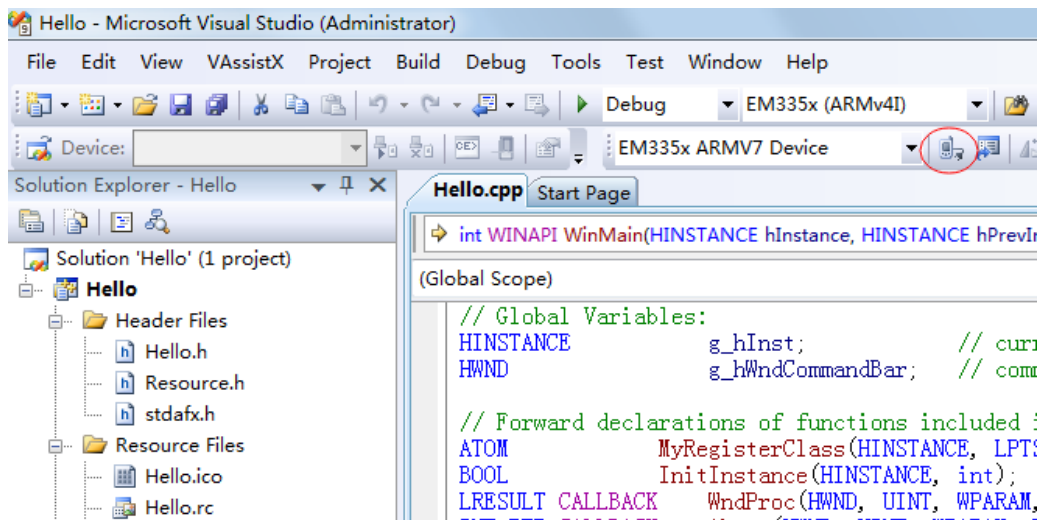 Hello - Microsoft Visual Studio (Administrator)
File Edit View VAssistX Project Build Debug Tools Test Window Help
Debug EM335x (ARMv4I)
Device: EM335x ARMV7 Device
Solution Explorer - Hello
Hello.cpp Start Page
int WINAPI WinMain(HINSTANCE hInstance, HINSTANCE hPrevIn
Solution 'Hello' (1 project)
(Global Scope)
Hello
Header Files
Hello.h
Resource.h
stdafx.h
Resource Files
Hello.ico
Hello.rc
// Global Variables:
HINSTANCE g_hInst; // curr
HWND g_hWndCommandBar; // comm
// Forward declarations of functions included i
ATOM MyRegisterClass(HINSTANCE, LPTS
BOOL InitInstance(HINSTANCE, int);
LRESULT CALLBACK WndProc(HWND, UINT, WPARAM,